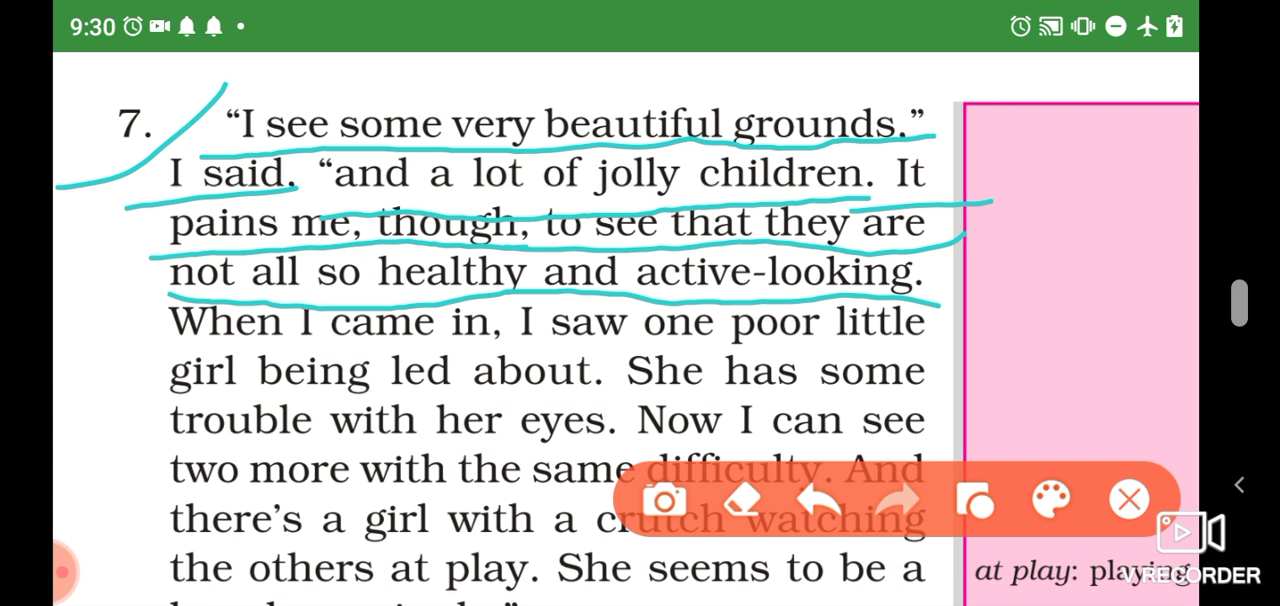 9:30
7. “I see some very beautiful grounds.”
I said. “and a lot of jolly children. It
pains me, though, to see that they are
not all so healthy and active-looking.
When I came in, I saw one poor little
girl being led about. She has some
trouble with her eyes. Now I can see
two more with the same difficulty. And
there’s a girl with a crutch watching
the others at play. She seems to be a
at play: playing
VRECORDER